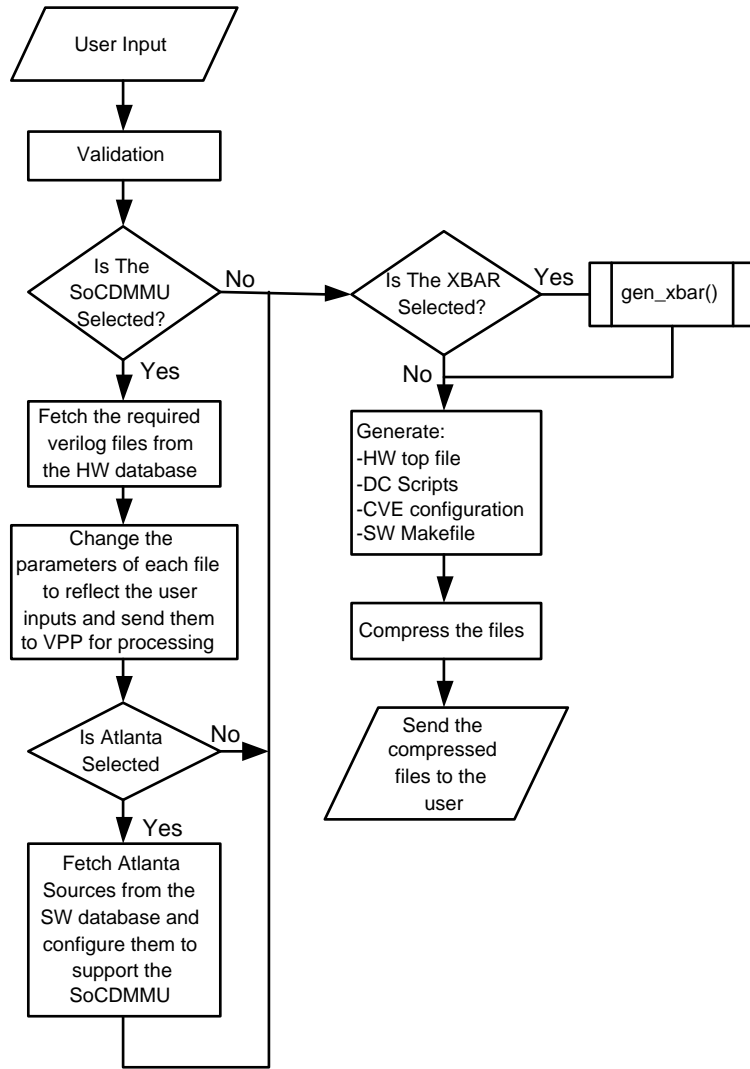 User Input
Validation
Is The
SoCDMMU
Selected?
No
Yes
Fetch the required
verilog files from
the HW database
Change the
parameters of each file
to reflect the user
inputs and send them
to VPP for processing
Is Atlanta
Selected
No
Yes
Fetch Atlanta
Sources from the
SW database and
configure them to
support the
SoCDMMU
Is The XBAR
Selected?
Yes
gen_xbar()
No
Generate:
-HW top file
-DC Scripts
-CVE configuration
-SW Makefile
Compress the files
Send the
compressed
files to the
user